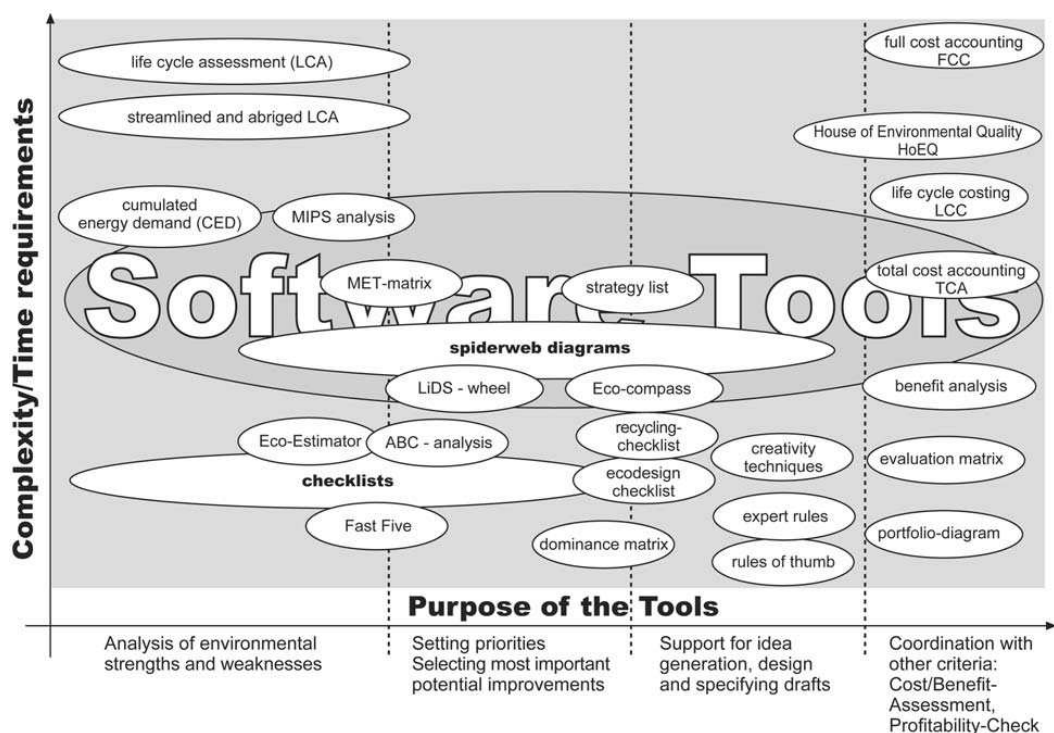 Complexity/Time requirements
life cycle assessment (LCA)
full cost accounting
FCC
streamlined and abriged LCA
House of Environmental Quality
HoEQ
cumulated
energy demand (CED)
MIPS analysis
life cycle costing
LCC
Software Tools
MET-matrix
strategy list
total cost accounting
TCA
spiderweb diagrams
LiDS - wheel
Eco-compass
benefit analysis
Eco-Estimator
ABC - analysis
recycling-
checklist
creativity
techniques
evaluation matrix
checklists
ecodesign
checklist
Fast Five
dominance matrix
expert rules
portfolio-diagram
rules of thumb
Purpose of the Tools
Analysis of environmental
strengths and weaknesses
Setting priorities
Selecting most important
potential improvements
Support for idea
generation, design
and specifying drafts
Coordination with
other criteria:
Cost/Benefit-
Assessment,
Profitability-Check